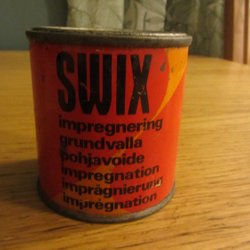 SWIX
impregnering
grundvalla
pohjavoide
impregnation
imprägnierung
imprégnation